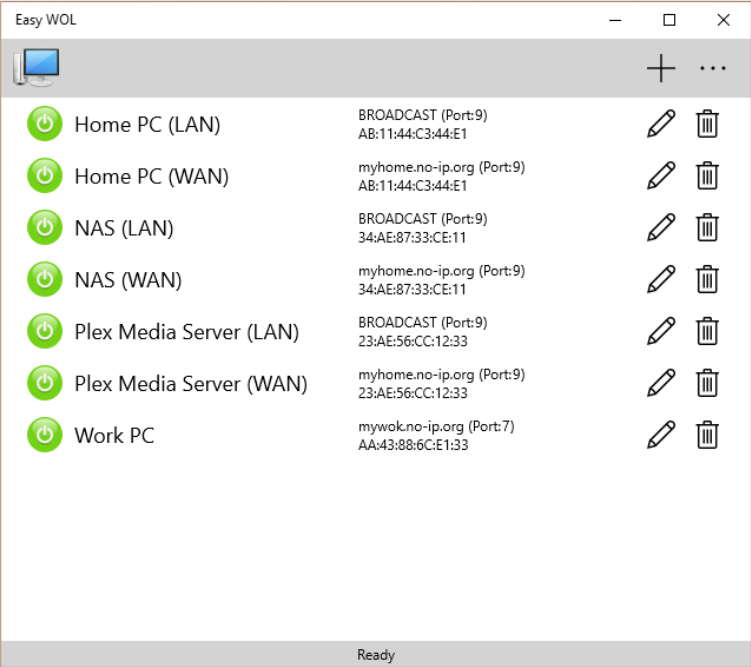 Easy WOL
Home PC (LAN)
BROADCAST (Port:9)
AB:11:44:C3:44:E1
Home PC (WAN)
myhome.no-ip.org (Port:9)
AB:11:44:C3:44:E1
NAS (LAN)
BROADCAST (Port:9)
34:AE:87:33:CE:11
NAS (WAN)
myhome.no-ip.org (Port:9)
34:AE:87:33:CE:11
Plex Media Server (LAN)
BROADCAST (Port:9)
23:AE:56:CC:12:33
Plex Media Server (WAN)
myhome.no-ip.org (Port:9)
23:AE:56:CC:12:33
Work PC
mywok.no-ip.org (Port:7)
AA:43:88:6C:E1:33
Ready